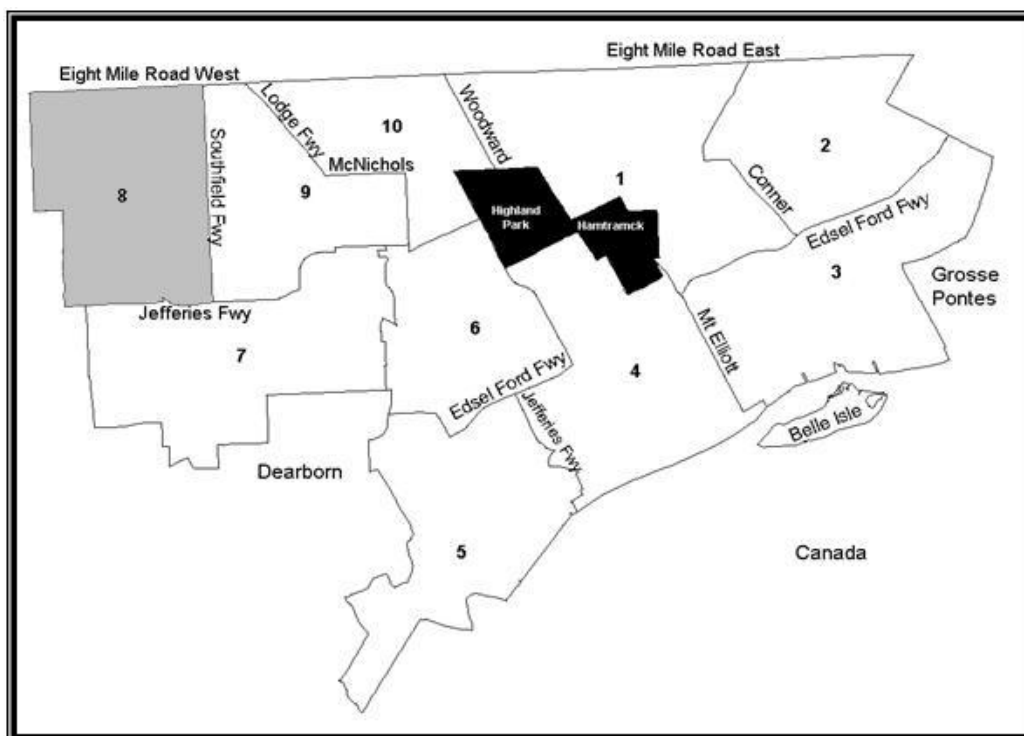 Eight Mile Road East
Eight Mile Road West
Lodge Fwy
Woodward
10
2
Southfield Fwy
McNichols
8
9
1
Conner
Highland
Park
Hamtramck
Edsel Ford Fwy
3
Grosse
Pontes
Jefferies Fwy
6
Mt Elliott
7
4
Edsel Ford Fwy
Jefferies Fwy
Belle Isle
Dearborn
5
Canada